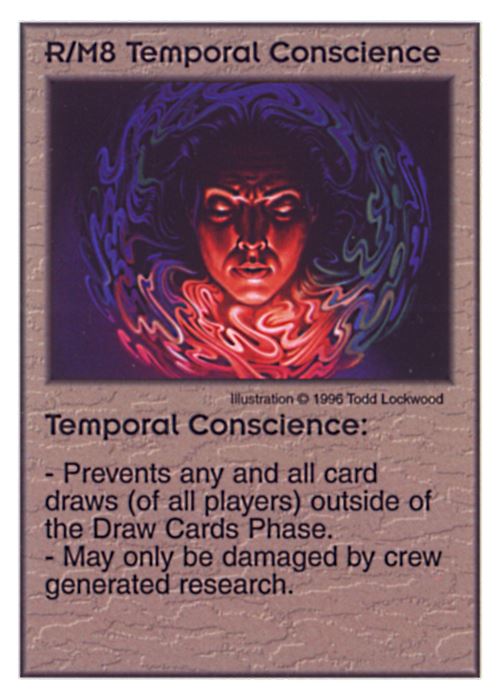 R/M8 Temporal Conscience
Illustration © 1996 Todd Lockwood
Temporal Conscience:
- Prevents any and all card
draws (of all players) outside of
the Draw Cards Phase.
- May only be damaged by crew
generated research.